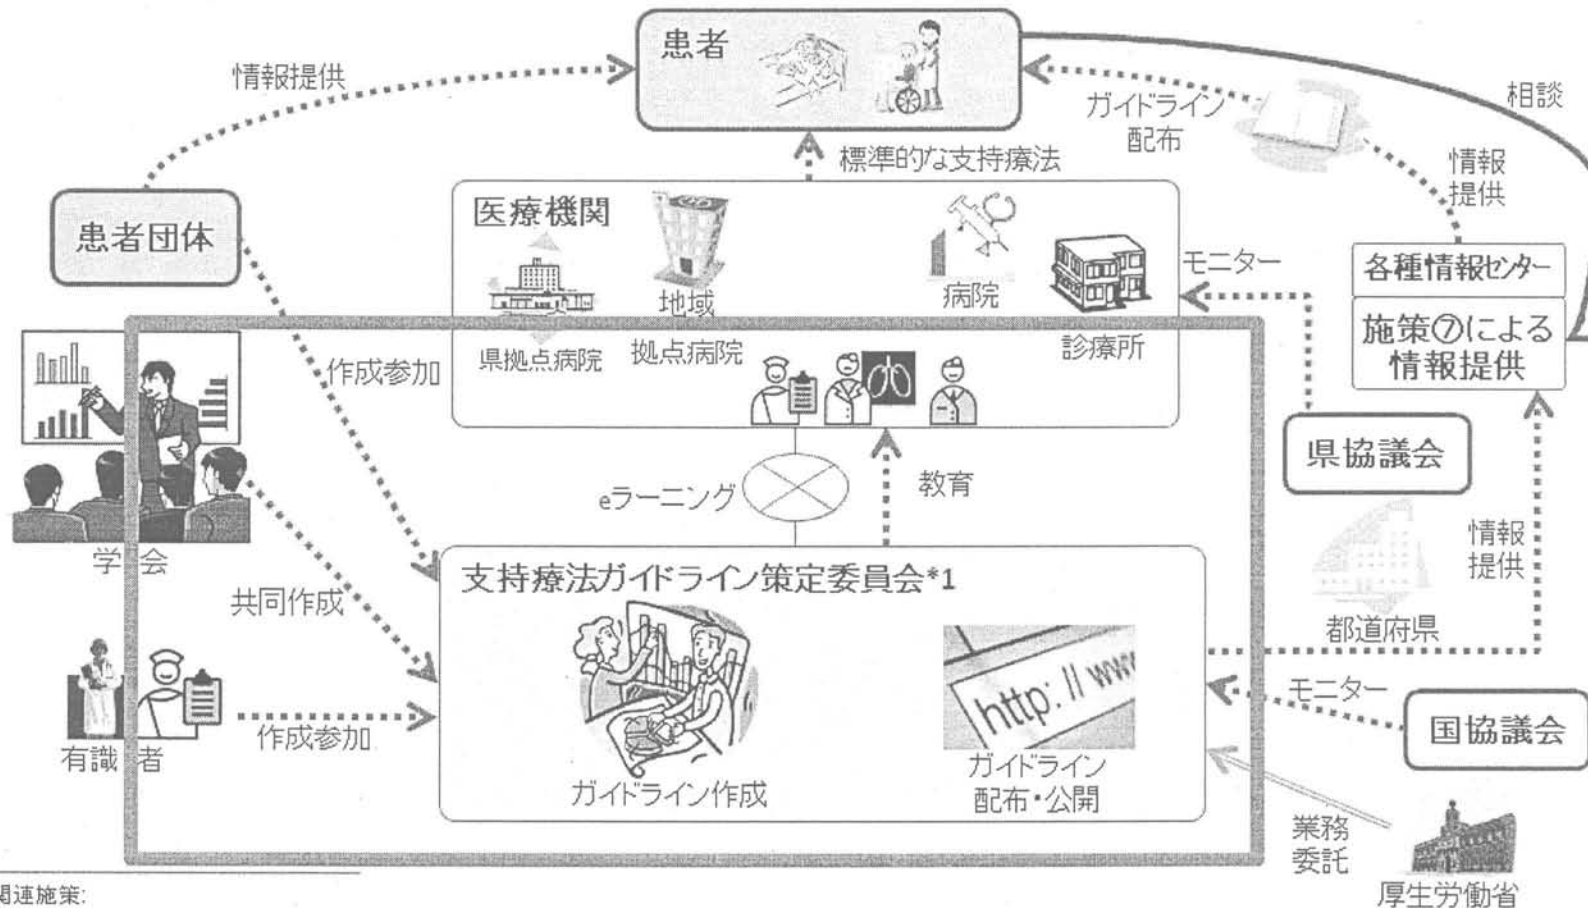 患者
情報提供
相談
ガイドライン
配布
標準的な支持療法
情報
提供
患者団体
医療機関
モニター
各種情報センター
地域
病院
県拠点病院
拠点病院
診療所
施策⑦による
情報提供
作成参加
県協議会
eラーニング
教育
学会
情報
提供
支持療法ガイドライン策定委員会*1
共同作成
都道府県
http: // www
モニター
国協議会
有識者
作成参加
ガイドライン作成
ガイドライン
配布・公開
業務
委託
厚生労働省
関連施策: